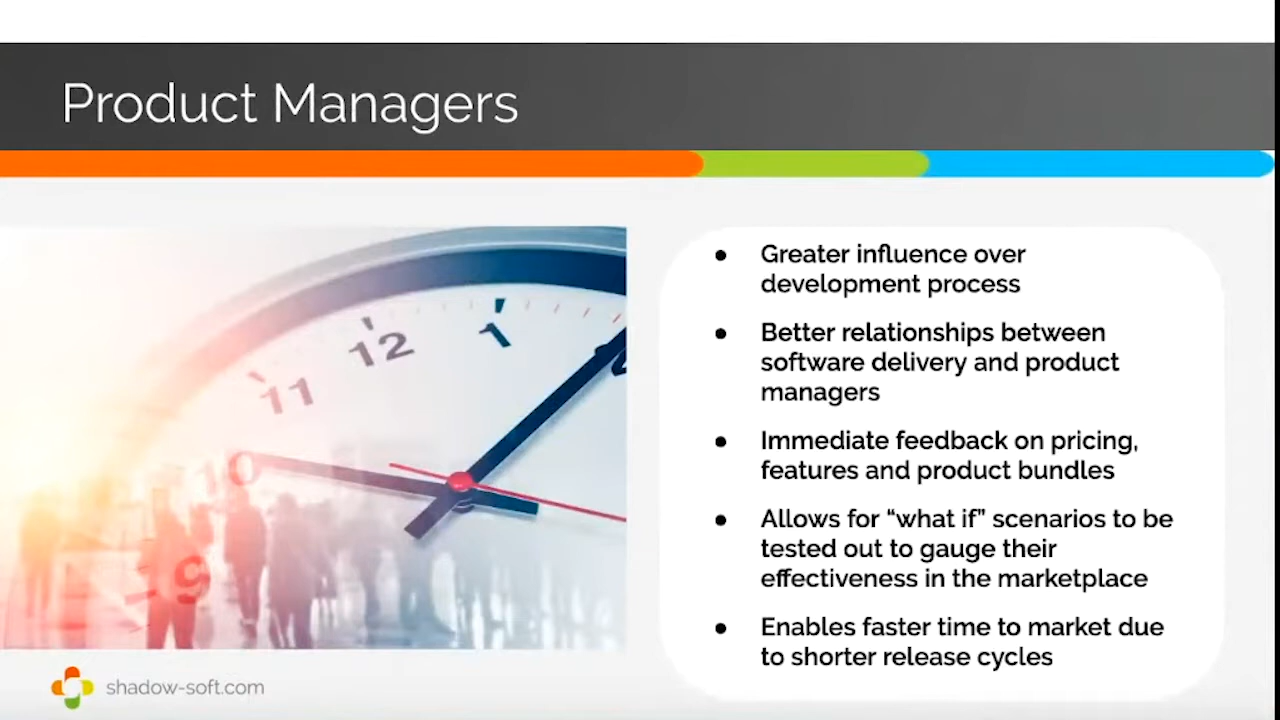 Product Managers
11
12
1
10
9
● Greater influence over
development process
● Better relationships between
software delivery and product
managers
● Immediate feedback on pricing,
features and product bundles
● Allows for “what if” scenarios to be
tested out to gauge their
effectiveness in the marketplace
● Enables faster time to market due
to shorter release cycles
shadow-soft.com